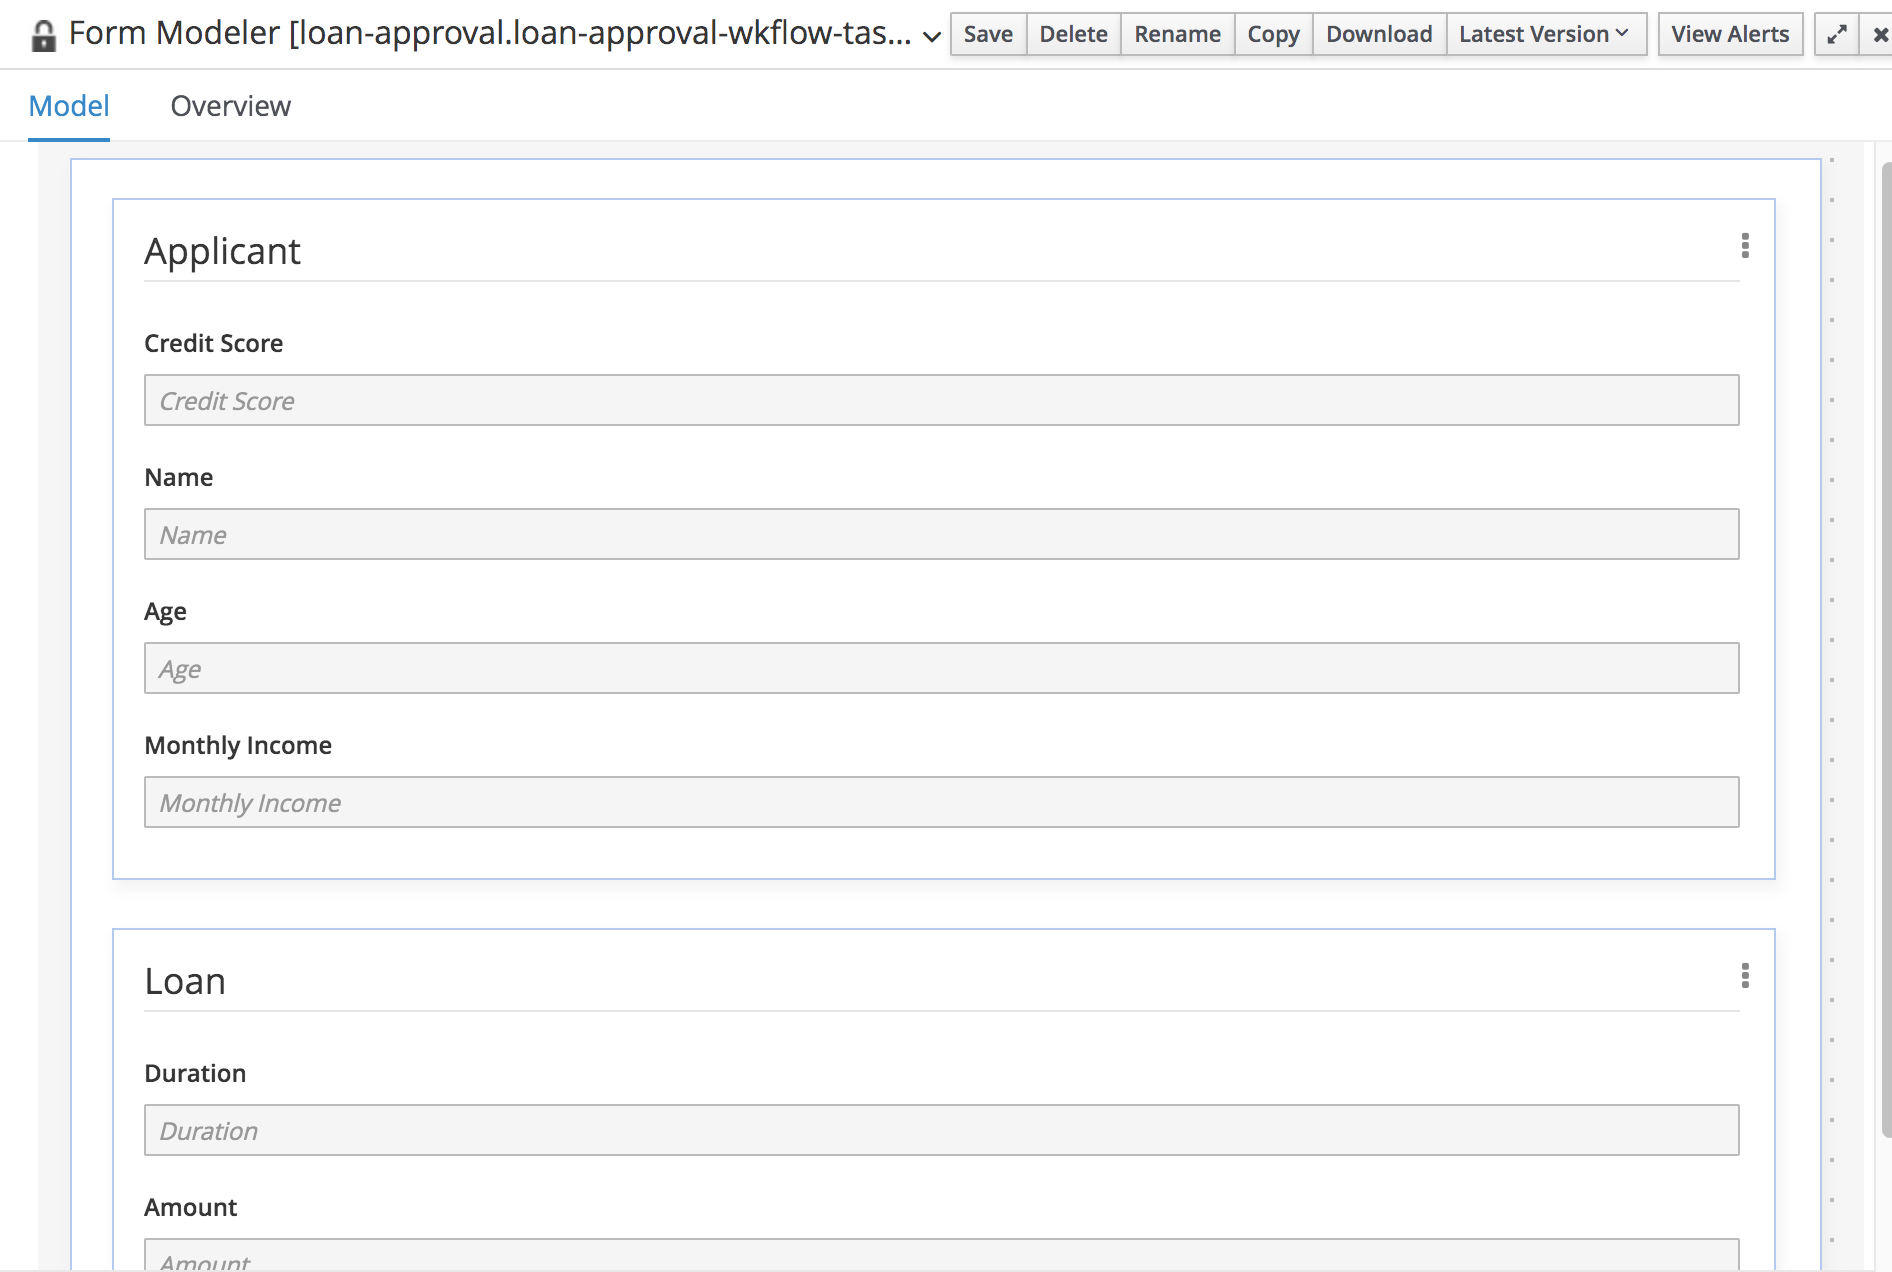 Form Modeler [loan-approval.loan-approval-wkflow-tas... Save Delete Rename Copy Download Latest Version View Alerts
Model Overview
Applicant
Credit Score
Credit Score
Name
Name
Age
Age
Monthly Income
Monthly Income
Loan
Duration
Duration
Amount
Amount